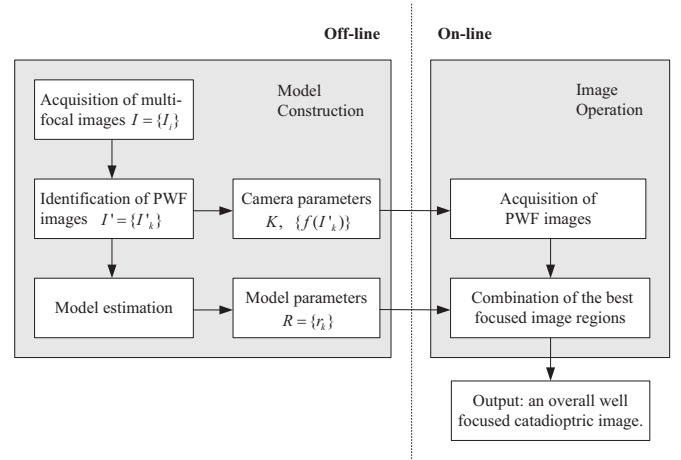 Off-line
On-line
Model
Construction
Image
Operation
Acquisition of multi-
focal images I = {I_i}
Identification of PWF
images I' = {I'_k}
Camera parameters
K, {f(I'_k)}
Acquisition of
PWF images
Model estimation
Model parameters
R = {r_k}
Combination of the best
focused image regions
Output: an overall well
focused catadioptric image.